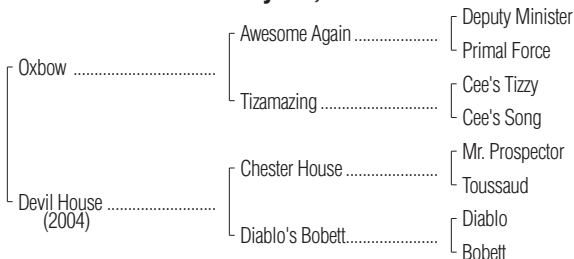 Deputy Minister
Awesome Again ...................
Primal Force
Oxbow ................................
Cee's Tizzy
Tizamazing ..........................
Cee's Song
Mr. Prospector
Chester House .....................
Toussaud
Devil House ........................
(2004)
Diablo
Diablo's Bobett.....................
Bobett